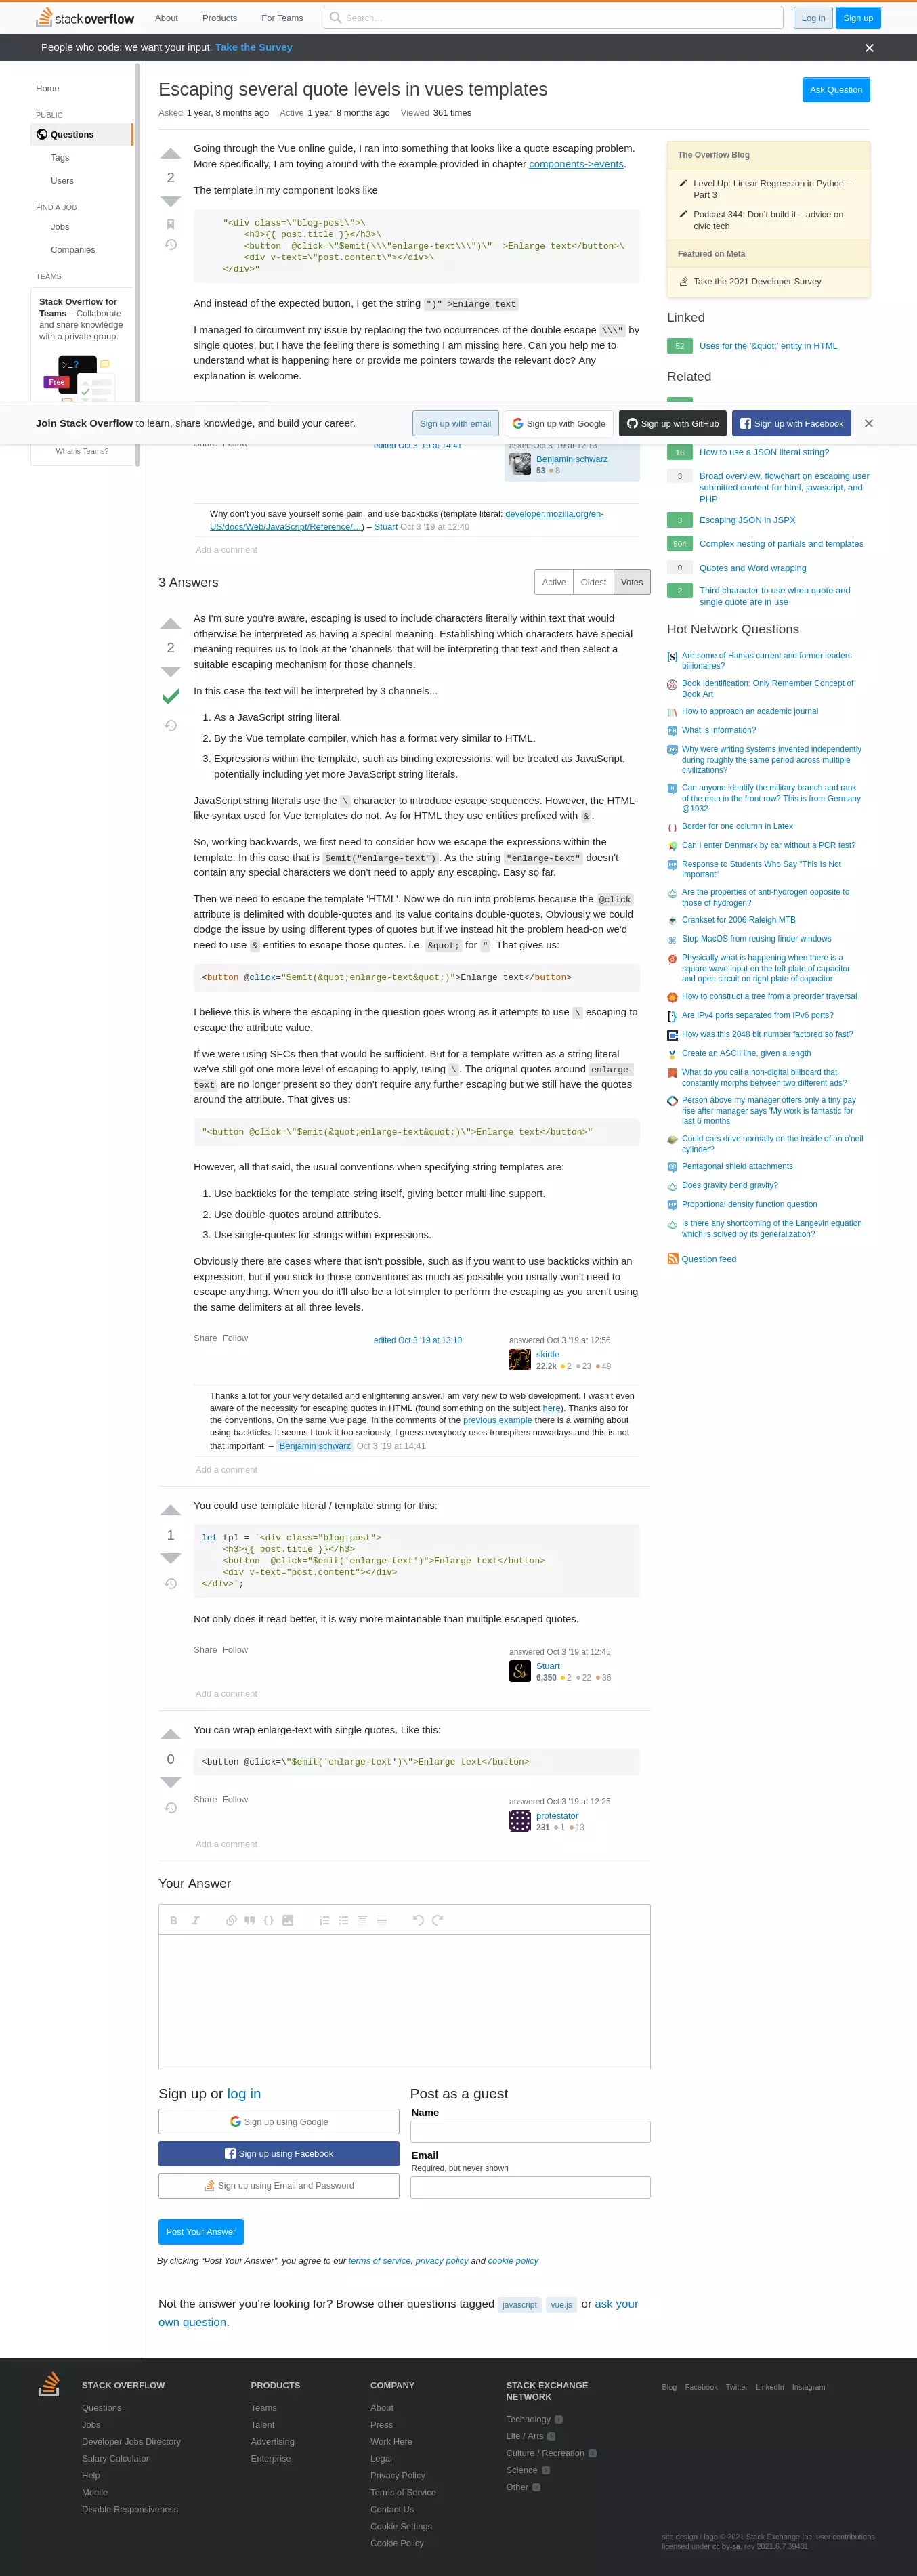 stackoverflow
About
Products
For Teams
Search…
Log in
Sign up
People who code: we want your input. Take the Survey
Home
PUBLIC
Questions
Tags
Users
FIND A JOB
Jobs
Companies
TEAMS
Stack Overflow for
Teams – Collaborate
and share knowledge
with a private group.
>_?
Free
What is Teams?
Escaping several quote levels in vues templates
Ask Question
Asked 1 year, 8 months ago Active 1 year, 8 months ago Viewed 361 times
2
Going through the Vue online guide, I ran into something that looks like a quote escaping problem.
More specifically, I am toying around with the example provided in chapter components->events.
The template in my component looks like
"<div class=\"blog-post\">\
<h3>{{ post.title }}</h3>\
<button  @click=\"$emit(\\\"enlarge-text\\\")\"  >Enlarge text</button>\
<div v-text=\"post.content\"></div>\
</div>"
And instead of the expected button, I get the string ")" >Enlarge text
I managed to circumvent my issue by replacing the two occurrences of the double escape \\\" by
single quotes, but I have the feeling there is something I am missing here. Can you help me to
understand what is happening here or provide me pointers towards the relevant doc? Any
explanation is welcome.
Join Stack Overflow to learn, share knowledge, and build your career.
Sign up with email
Sign up with Google
Sign up with GitHub
Sign up with Facebook
Share Follow
edited Oct 3 '19 at 14:41
asked Oct 3 '19 at 12:13
Benjamin schwarz
53 8
Why don't you save yourself some pain, and use backticks (template literal: developer.mozilla.org/en-
US/docs/Web/JavaScript/Reference/…) – Stuart Oct 3 '19 at 12:40
Add a comment
3 Answers
Active
Oldest
Votes
2
As I'm sure you're aware, escaping is used to include characters literally within text that would
otherwise be interpreted as having a special meaning. Establishing which characters have special
meaning requires us to look at the 'channels' that will be interpreting that text and then select a
suitable escaping mechanism for those channels.
In this case the text will be interpreted by 3 channels...
1. As a JavaScript string literal.
2. By the Vue template compiler, which has a format very similar to HTML.
3. Expressions within the template, such as binding expressions, will be treated as JavaScript,
potentially including yet more JavaScript string literals.
JavaScript string literals use the \ character to introduce escape sequences. However, the HTML-
like syntax used for Vue templates do not. As for HTML they use entities prefixed with &.
So, working backwards, we first need to consider how we escape the expressions within the
template. In this case that is $emit("enlarge-text"). As the string "enlarge-text" doesn't
contain any special characters we don't need to apply any escaping. Easy so far.
Then we need to escape the template 'HTML'. Now we do run into problems because the @click
attribute is delimited with double-quotes and its value contains double-quotes. Obviously we could
dodge the issue by using different types of quotes but if we instead hit the problem head-on we'd
need to use & entities to escape those quotes. i.e. &quot; for ". That gives us:
<button @click="$emit(&quot;enlarge-text&quot;)">Enlarge text</button>
I believe this is where the escaping in the question goes wrong as it attempts to use \ escaping to
escape the attribute value.
If we were using SFCs then that would be sufficient. But for a template written as a string literal
we've still got one more level of escaping to apply, using \. The original quotes around enlarge-
text are no longer present so they don't require any further escaping but we still have the quotes
around the attribute. That gives us:
"<button @click=\"$emit(&quot;enlarge-text&quot;)\">Enlarge text</button>"
However, all that said, the usual conventions when specifying string templates are:
1. Use backticks for the template string itself, giving better multi-line support.
2. Use double-quotes around attributes.
3. Use single-quotes for strings within expressions.
Obviously there are cases where that isn't possible, such as if you want to use backticks within an
expression, but if you stick to those conventions as much as possible you usually won't need to
escape anything. When you do it'll also be a lot simpler to perform the escaping as you aren't using
the same delimiters at all three levels.
Share Follow
edited Oct 3 '19 at 13:10
answered Oct 3 '19 at 12:56
skirtle
22.2k 2 23 49
Thanks a lot for your very detailed and enlightening answer.I am very new to web development. I wasn't even
aware of the necessity for escaping quotes in HTML (found something on the subject here). Thanks also for
the conventions. On the same Vue page, in the comments of the previous example there is a warning about
using backticks. It seems I took it too seriously, I guess everybody uses transpilers nowadays and this is not
that important. – Benjamin schwarz Oct 3 '19 at 14:41
Add a comment
1
You could use template literal / template string for this:
let tpl = `<div class="blog-post">
<h3>{{ post.title }}</h3>
<button  @click="$emit('enlarge-text')">Enlarge text</button>
<div v-text="post.content"></div>
</div>`;
Not only does it read better, it is way more maintanable than multiple escaped quotes.
Share Follow
answered Oct 3 '19 at 12:45
Stuart
6,350 2 22 36
Add a comment
0
You can wrap enlarge-text with single quotes. Like this:
<button @click=\"$emit('enlarge-text')\">Enlarge text</button>
Share Follow
answered Oct 3 '19 at 12:25
protestator
231 1 13
Add a comment
Your Answer
Sign up or log in
Sign up using Google
Sign up using Facebook
Sign up using Email and Password
Post as a guest
Name
Email
Required, but never shown
Post Your Answer
By clicking “Post Your Answer”, you agree to our terms of service, privacy policy and cookie policy
Not the answer you're looking for? Browse other questions tagged javascript vue.js or ask your
own question.
The Overflow Blog
Level Up: Linear Regression in Python –
Part 3
Podcast 344: Don’t build it – advice on
civic tech
Featured on Meta
Take the 2021 Developer Survey
Linked
52 Uses for the '&quot;' entity in HTML
Related
16 How to use a JSON literal string?
3 Broad overview, flowchart on escaping user
submitted content for html, javascript, and
PHP
3 Escaping JSON in JSPX
504 Complex nesting of partials and templates
0 Quotes and Word wrapping
2 Third character to use when quote and
single quote are in use
Hot Network Questions
Are some of Hamas current and former leaders
billionaires?
Book Identification: Only Remember Concept of
Book Art
How to approach an academic journal
What is information?
Why were writing systems invented independently
during roughly the same period across multiple
civilizations?
Can anyone identify the military branch and rank
of the man in the front row? This is from Germany
@1932
Border for one column in Latex
Can I enter Denmark by car without a PCR test?
Response to Students Who Say "This Is Not
Important"
Are the properties of anti-hydrogen opposite to
those of hydrogen?
Crankset for 2006 Raleigh MTB
Stop MacOS from reusing finder windows
Physically what is happening when there is a
square wave input on the left plate of capacitor
and open circuit on right plate of capacitor
How to construct a tree from a preorder traversal
Are IPv4 ports separated from IPv6 ports?
How was this 2048 bit number factored so fast?
Create an ASCII line, given a length
What do you call a non-digital billboard that
constantly morphs between two different ads?
Person above my manager offers only a tiny pay
rise after manager says 'My work is fantastic for
last 6 months'
Could cars drive normally on the inside of an o'neil
cylinder?
Pentagonal shield attachments
Does gravity bend gravity?
Proportional density function question
Is there any shortcoming of the Langevin equation
which is solved by its generalization?
Question feed
STACK OVERFLOW
Questions
Jobs
Developer Jobs Directory
Salary Calculator
Help
Mobile
Disable Responsiveness
PRODUCTS
Teams
Talent
Advertising
Enterprise
COMPANY
About
Press
Work Here
Legal
Privacy Policy
Terms of Service
Contact Us
Cookie Settings
Cookie Policy
STACK EXCHANGE
NETWORK
Technology
Life / Arts
Culture / Recreation
Science
Other
Blog Facebook Twitter LinkedIn Instagram
site design / logo © 2021 Stack Exchange Inc; user contributions
licensed under cc by-sa. rev 2021.6.7.39431